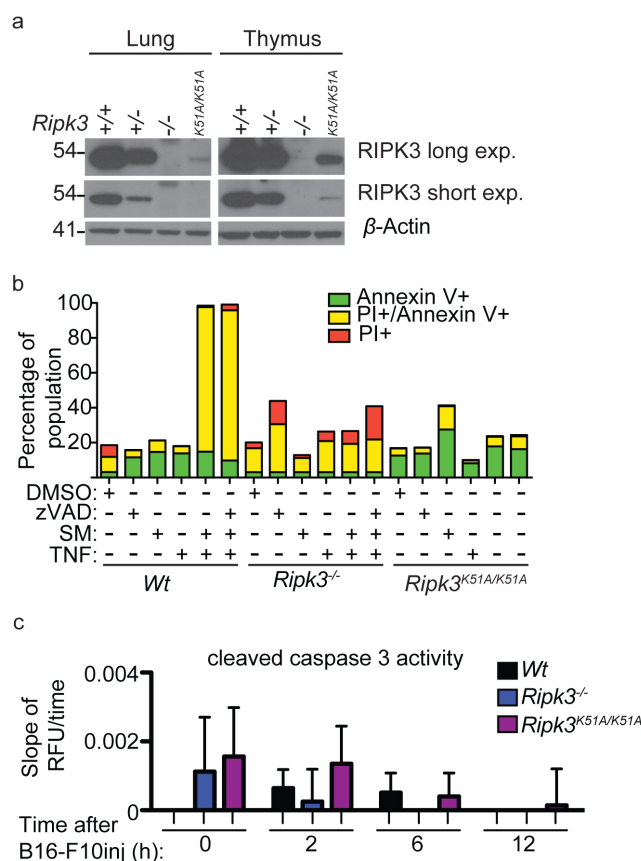 a
Lung Thymus
Ripk3 +/+ +/- -/- K51A/K51A +/+ +/- -/- K51A/K51A
54- RIPK3 long exp.
54- RIPK3 short exp.
41- β-Actin
b
Percentage of population
100
80
60
40
20
Annexin V+
PI+/Annexin V+
PI+
DMSO: + - - - - - + - - - - - + - - - - -
zVAD: - + - - - + - + - - - + - + - - - -
SM: - - + - + + - - + - + + - - + - - -
TNF: - - - + + + - - - + + + - - - + - -
Wt Ripk3-/- Ripk3K51A/K51A
c
cleaved caspase 3 activity
Slope of RFU/time
0.004
0.002
0
Wt
Ripk3-/-
Ripk3K51A/K51A
Time after
B16-F10inj (h): 0 2 6 12